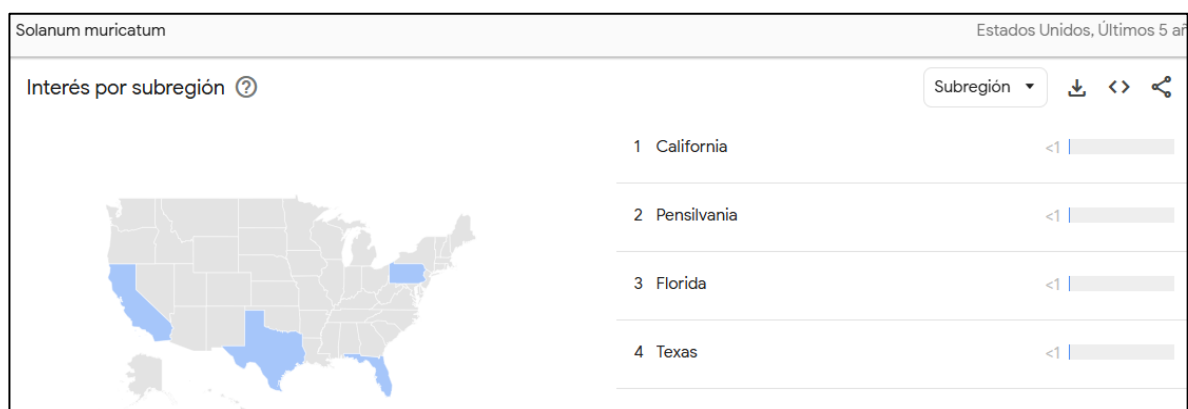 Solanum muricatum Estados Unidos, Últimos 5 añ
Interés por subregión Subregión
1 California <1
2 Pensilvania <1
3 Florida <1
4 Texas <1